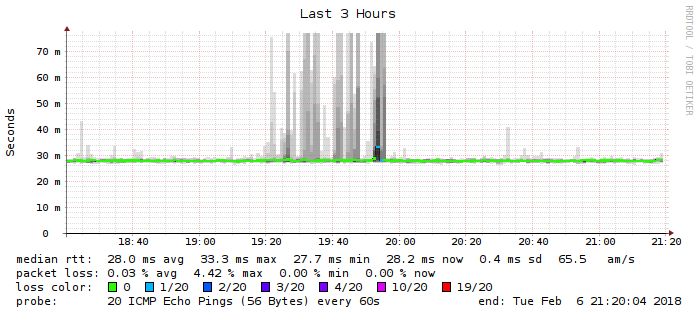 Last 3 Hours
RRDTOOL / TOBI OETIKER
Seconds
70 m
60 m
50 m
40 m
30 m
20 m
10 m
0
18:40 19:00 19:20 19:40 20:00 20:20 20:40 21:00 21:20
median rtt: 28.0 ms avg 33.3 ms max 27.7 ms min 28.2 ms now 0.4 ms sd 65.5 am/s
packet loss: 0.03 % avg 4.42 % max 0.00 % min 0.00 % now
loss color: 0 1/20 2/20 3/20 4/20 10/20 19/20
probe: 20 ICMP Echo Pings (56 Bytes) every 60s end: Tue Feb 6 21:20:04 2018